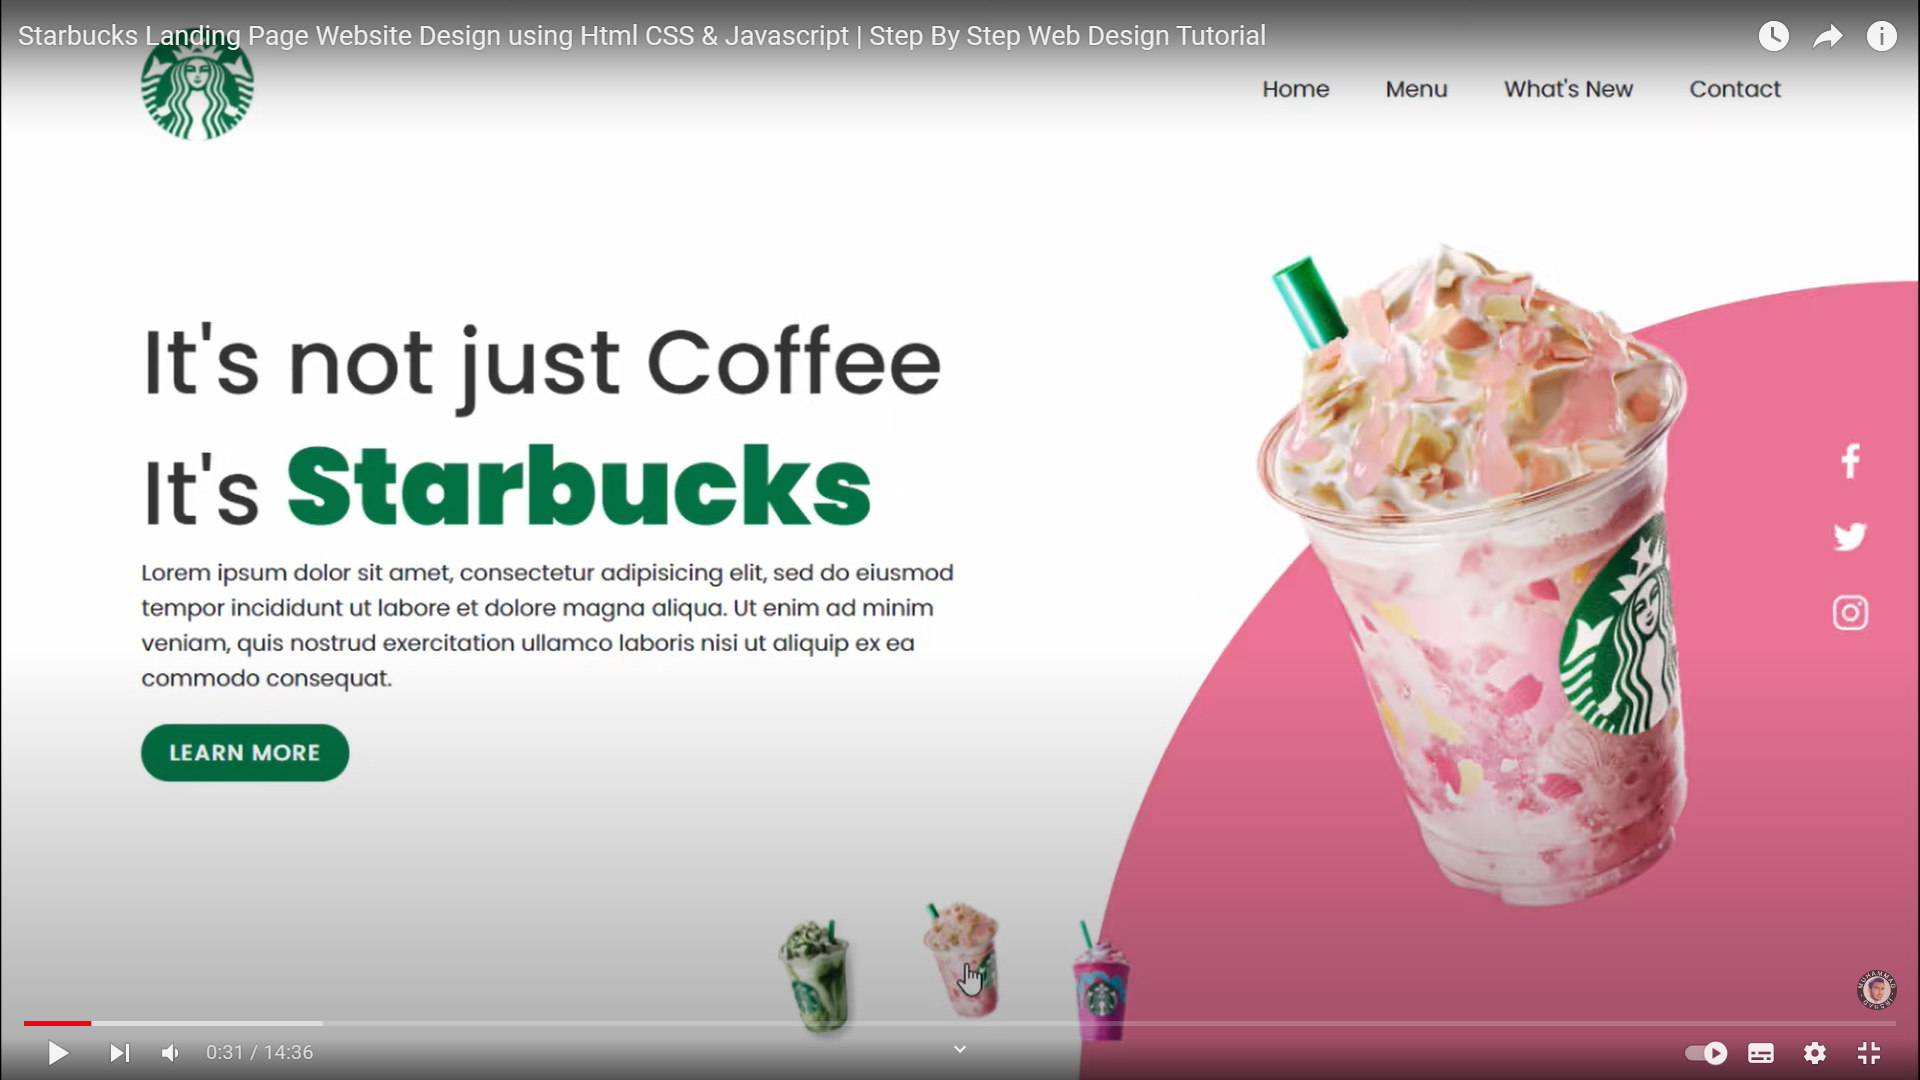 Starbucks Landing Page Website Design using Html CSS & Javascript | Step By Step Web Design Tutorial
Home
Menu
What's New
Contact
It's not just Coffee
It's Starbucks
Lorem ipsum dolor sit amet, consectetur adipisicing elit, sed do eiusmod
tempor incididunt ut labore et dolore magna aliqua. Ut enim ad minim
veniam, quis nostrud exercitation ullamco laboris nisi ut aliquip ex ea
commodo consequat.
LEARN MORE
MUHAMMAD
IRSHAD
0:31 / 14:36